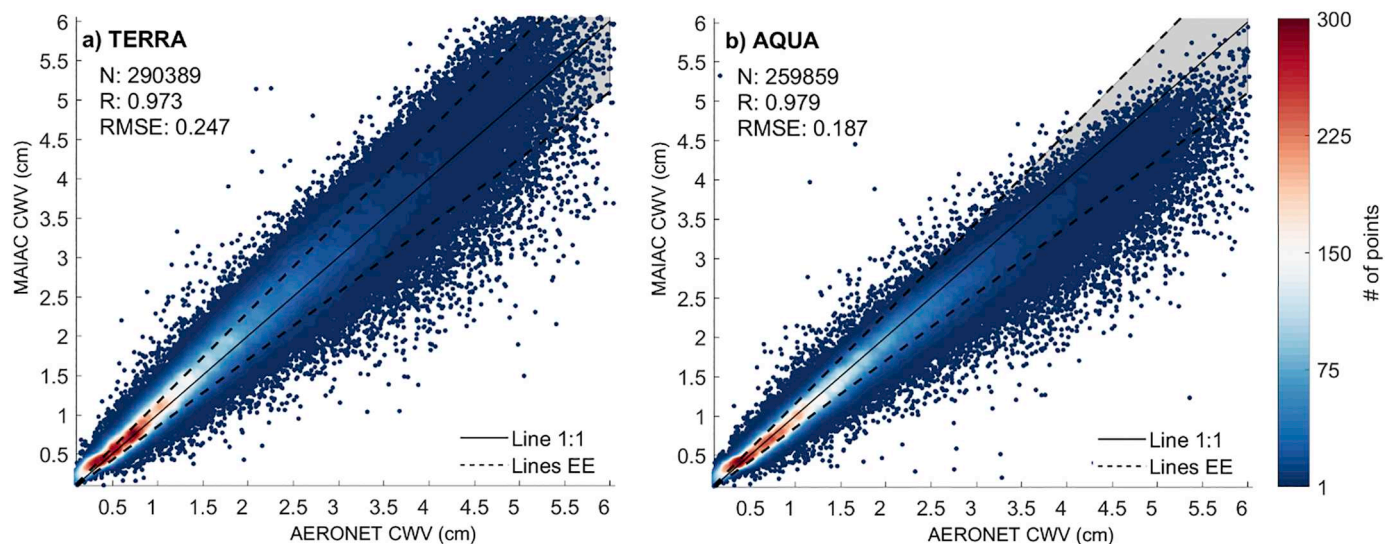 a) TERRA
N: 290389
R: 0.973
RMSE: 0.247
MAIAC CWV (cm)
6
5.5
5
4.5
4
3.5
3
2.5
2
1.5
1
0.5
Line 1:1
Lines EE
0.5 1 1.5 2 2.5 3 3.5 4 4.5 5 5.5 6
AERONET CWV (cm)
b) AQUA
N: 259859
R: 0.979
RMSE: 0.187
MAIAC CWV (cm)
6
5.5
5
4.5
4
3.5
3
2.5
2
1.5
1
0.5
Line 1:1
Lines EE
0.5 1 1.5 2 2.5 3 3.5 4 4.5 5 5.5 6
AERONET CWV (cm)
300
225
150
75
1
# of points